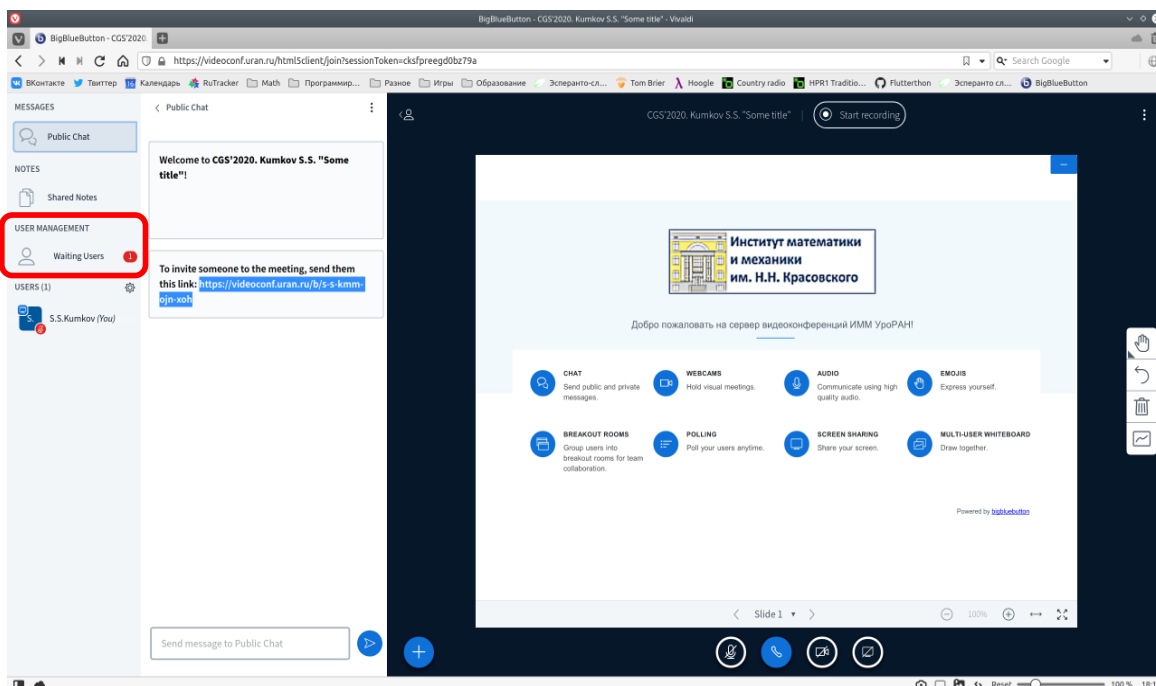 BigBlueButton - CGS'2020. Kumkov S.S. "Some title" - Vivaldi
BigBlueButton - CGS'2020.
https://videoconf.uran.ru/html5client/join?sessionToken=cksfpreegd0bz79a
Search Google
ВКонтакте Твиттер 16 Календарь RuTracker Math Программир... Разное Игры Образование Эсперанто-сл... Tom Brier Hoogle Country radio HPR1 Traditio... Flutterthon Эсперанто сл... BigBlueButton
MESSAGES
Public Chat
NOTES
Shared Notes
USER MANAGEMENT
Waiting Users 1
USERS (1)
S. S.S.Kumkov (You)
Public Chat
Welcome to CGS'2020. Kumkov S.S. "Some
title"!
To invite someone to the meeting, send them
this link: https://videoconf.uran.ru/b/s-s-kmm-
ojn-xoh
Send message to Public Chat
CGS'2020. Kumkov S.S. "Some title" | Start recording
Институт математики
и механики
им. Н.Н. Красовского
Добро пожаловать на сервер видеоконференций ИММ УроРАН!
CHAT
Send public and private
messages.
WEBCAMS
Hold visual meetings.
AUDIO
Communicate using high
quality audio.
EMOJIS
Express yourself.
BREAKOUT ROOMS
Group users into
breakout rooms for team
collaboration.
POLLING
Poll your users anytime.
SCREEN SHARING
Share your screen.
MULTI-USER WHITEBOARD
Draw together.
Powered by bigbluebutton
Slide 1
100%
Reset 100 %